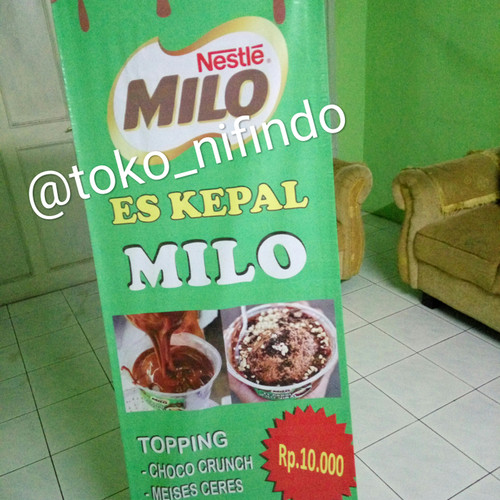 Nestlé
MILO
@toko_nifindo
ES KEPAL
MILO
TOPPING
- CHOCO CRUNCH
- MEISES CERES
Rp.10.000